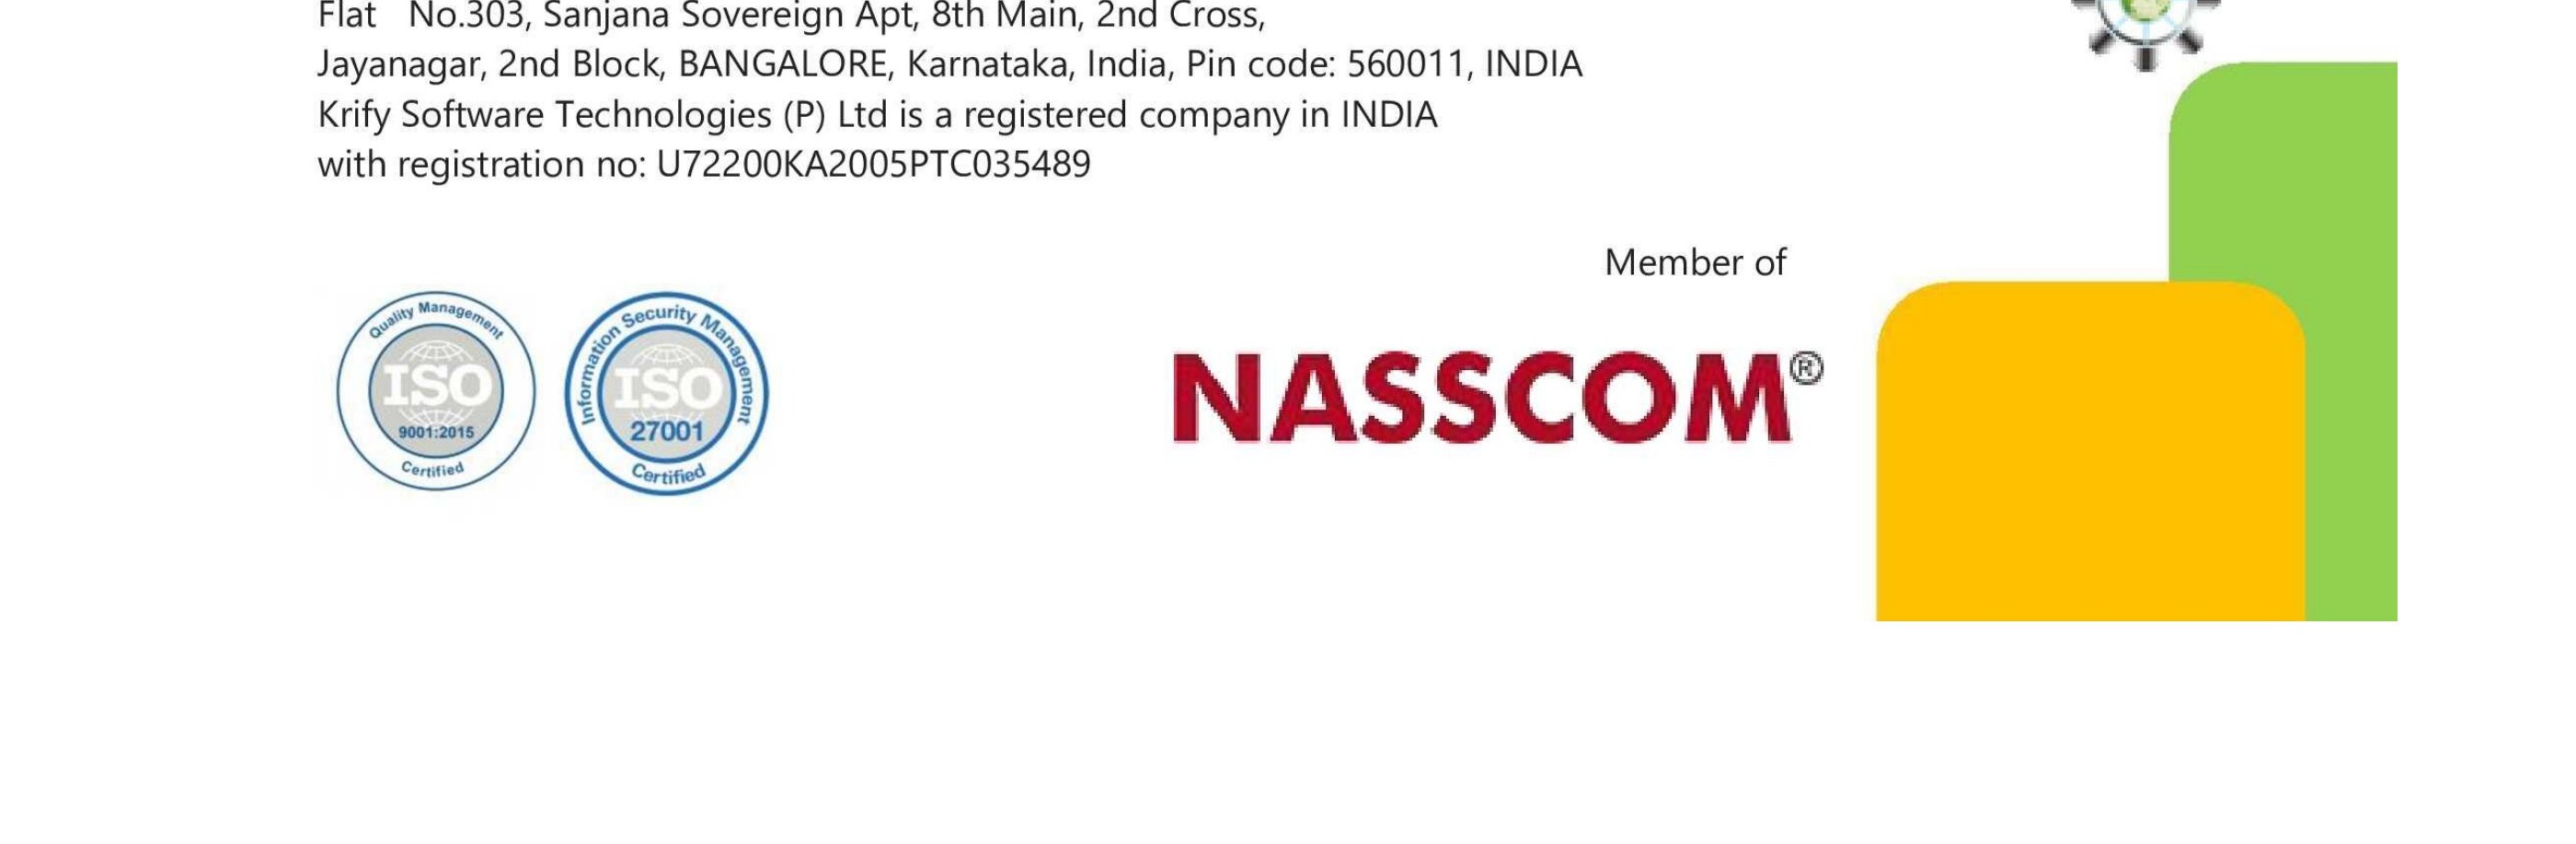 Flat No.303, Sanjana Sovereign Apt, 8th Main, 2nd Cross,
Jayanagar, 2nd Block, BANGALORE, Karnataka, India, Pin code: 560011, INDIA
Krify Software Technologies (P) Ltd is a registered company in INDIA
with registration no: U72200KA2005PTC035489
Member of
Quality Management
ISO
9001:2015
Certified
Information Security Management
ISO
27001
Certified
NASSCOM®